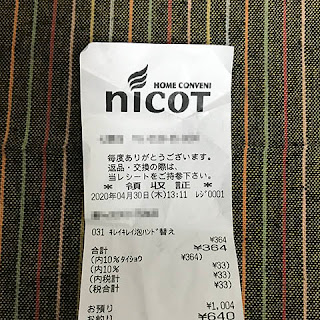 HOME CONVENI
nicot
毎度ありがとうございます。
返品・交換の際は、
当レシートをご持参下さい。
* 領収証 *
2020年04月30日(木)13:11 レジ0001
031 キレイキレイ泡ハンド替え
¥364
合計 ¥364
(内10%タイショウ ¥364)
(内10% ¥33)
(内税計 ¥33)
(税合計 ¥33)
お預り ¥1,004
お釣り ¥640